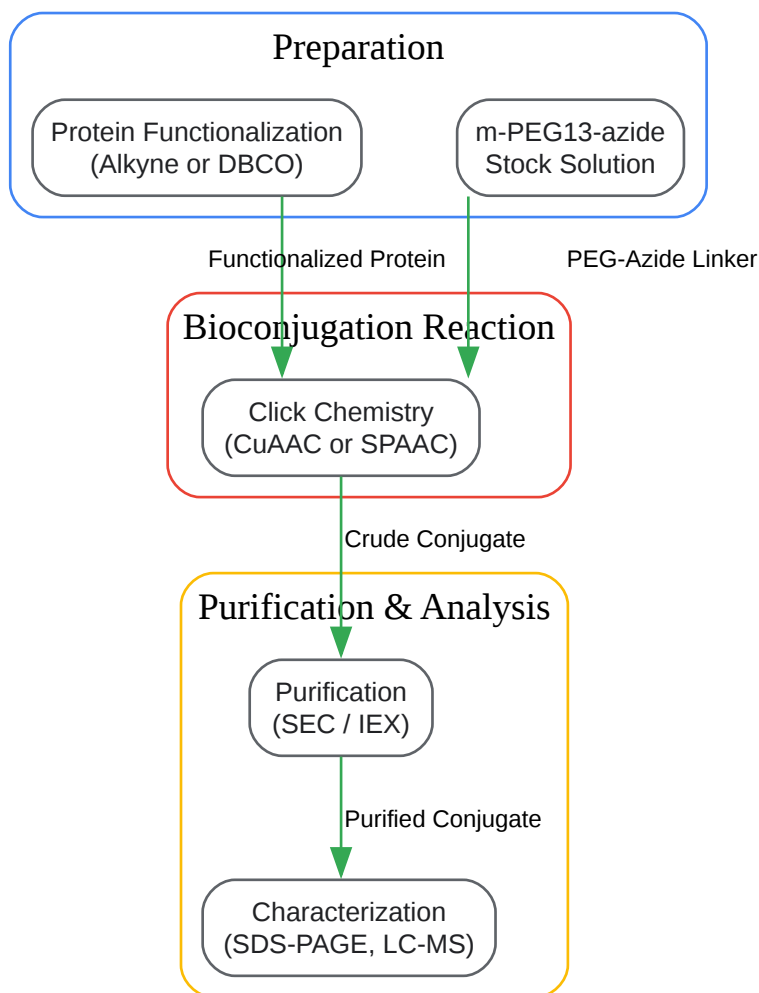 Preparation
Protein Functionalization
(Alkyne or DBCO)
m-PEG13-azide
Stock Solution
Functionalized Protein
PEG-Azide Linker
Bioconjugation Reaction
Click Chemistry
(CuAAC or SPAAC)
Crude Conjugate
Purification & Analysis
Purification
(SEC / IEX)
Purified Conjugate
Characterization
(SDS-PAGE, LC-MS)